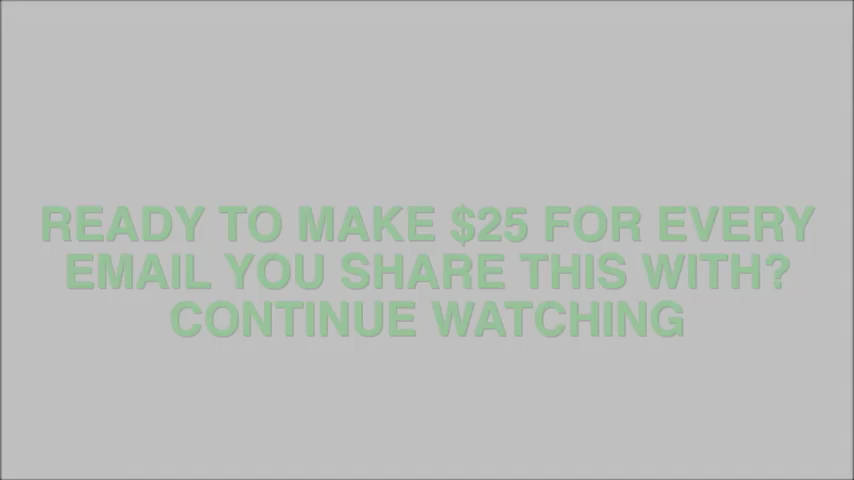 READY TO MAKE $25 FOR EVERY
EMAIL YOU SHARE THIS WITH?
CONTINUE WATCHING